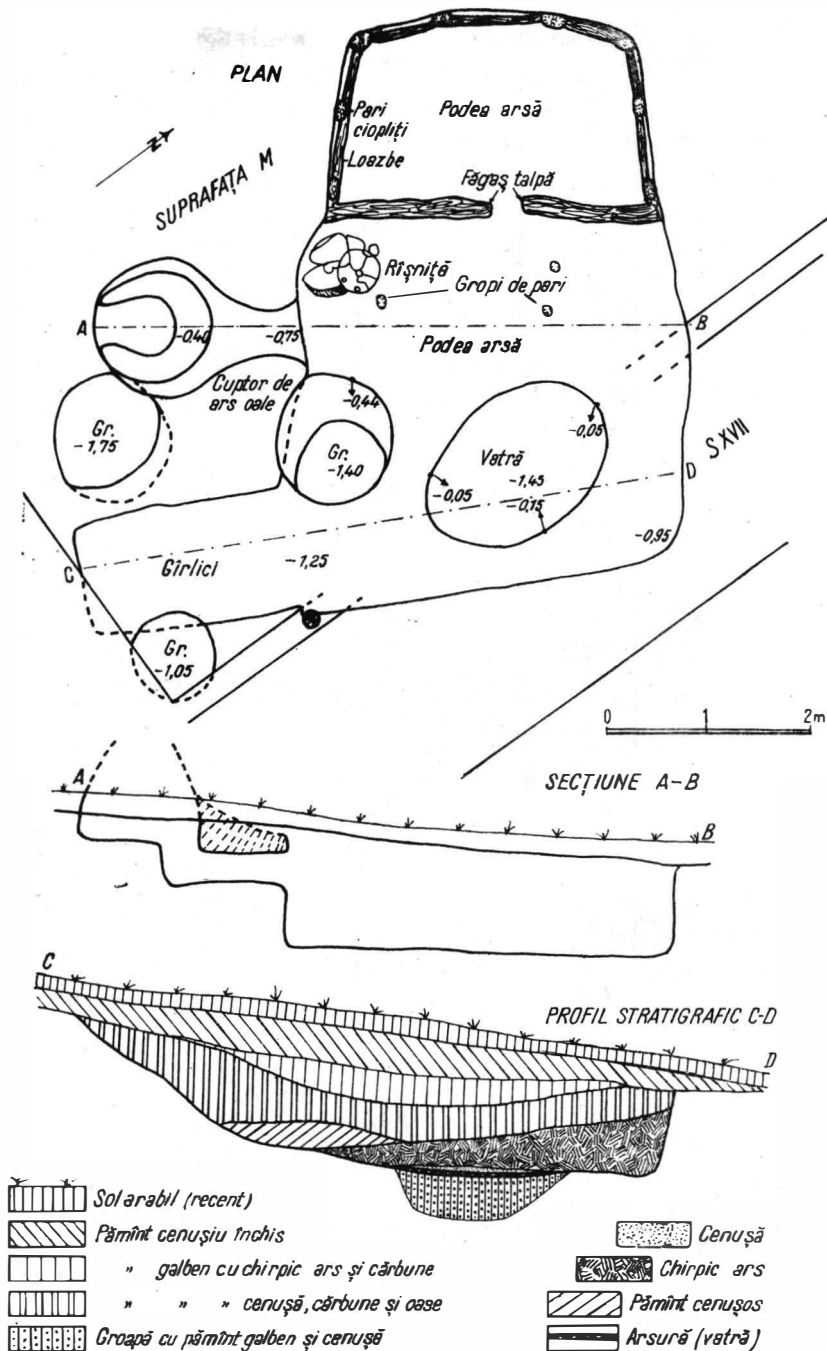 PLAN
Pari
ciopliți
Podea arsă
Loazbe
N
SUPRAFAȚA M
Făgaș talpă
Rîșniță
Gropi de pari
A
-0,40
-0,75
B
Podea arsă
Cuptor de
ars oale
-0,44
Gr.
-1,75
Gr.
-1,40
Vatră
-1,45
-0,05
-0,05
-0,15
S XVII
D
-0,95
C
Gîrlici
-1,25
Gr.
-1,05
0 1 2m
SECȚIUNE A-B
A
B
C
PROFIL STRATIGRAFIC C-D
D
Sol arabil (recent)
Pămînt cenușiu închis
" galben cu chirpic ars și cărbune
" " " cenușă, cărbune și oase
Groapă cu pămînt galben și cenușă
Cenușă
Chirpic ars
Pămînt cenușos
Arsură (vatră)